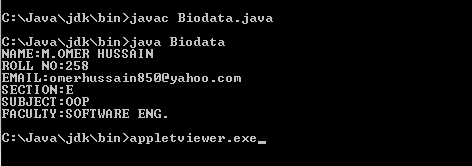 C:\Java\jdk\bin>javac Biodata.java
C:\Java\jdk\bin>java Biodata
NAME:M.OMER HUSSAIN
ROLL NO:258
EMAIL:omerhussain850@yahoo.com
SECTION:E
SUBJECT:OOP
FACULTY:SOFTWARE ENG.
C:\Java\jdk\bin>appletviewer.exe_